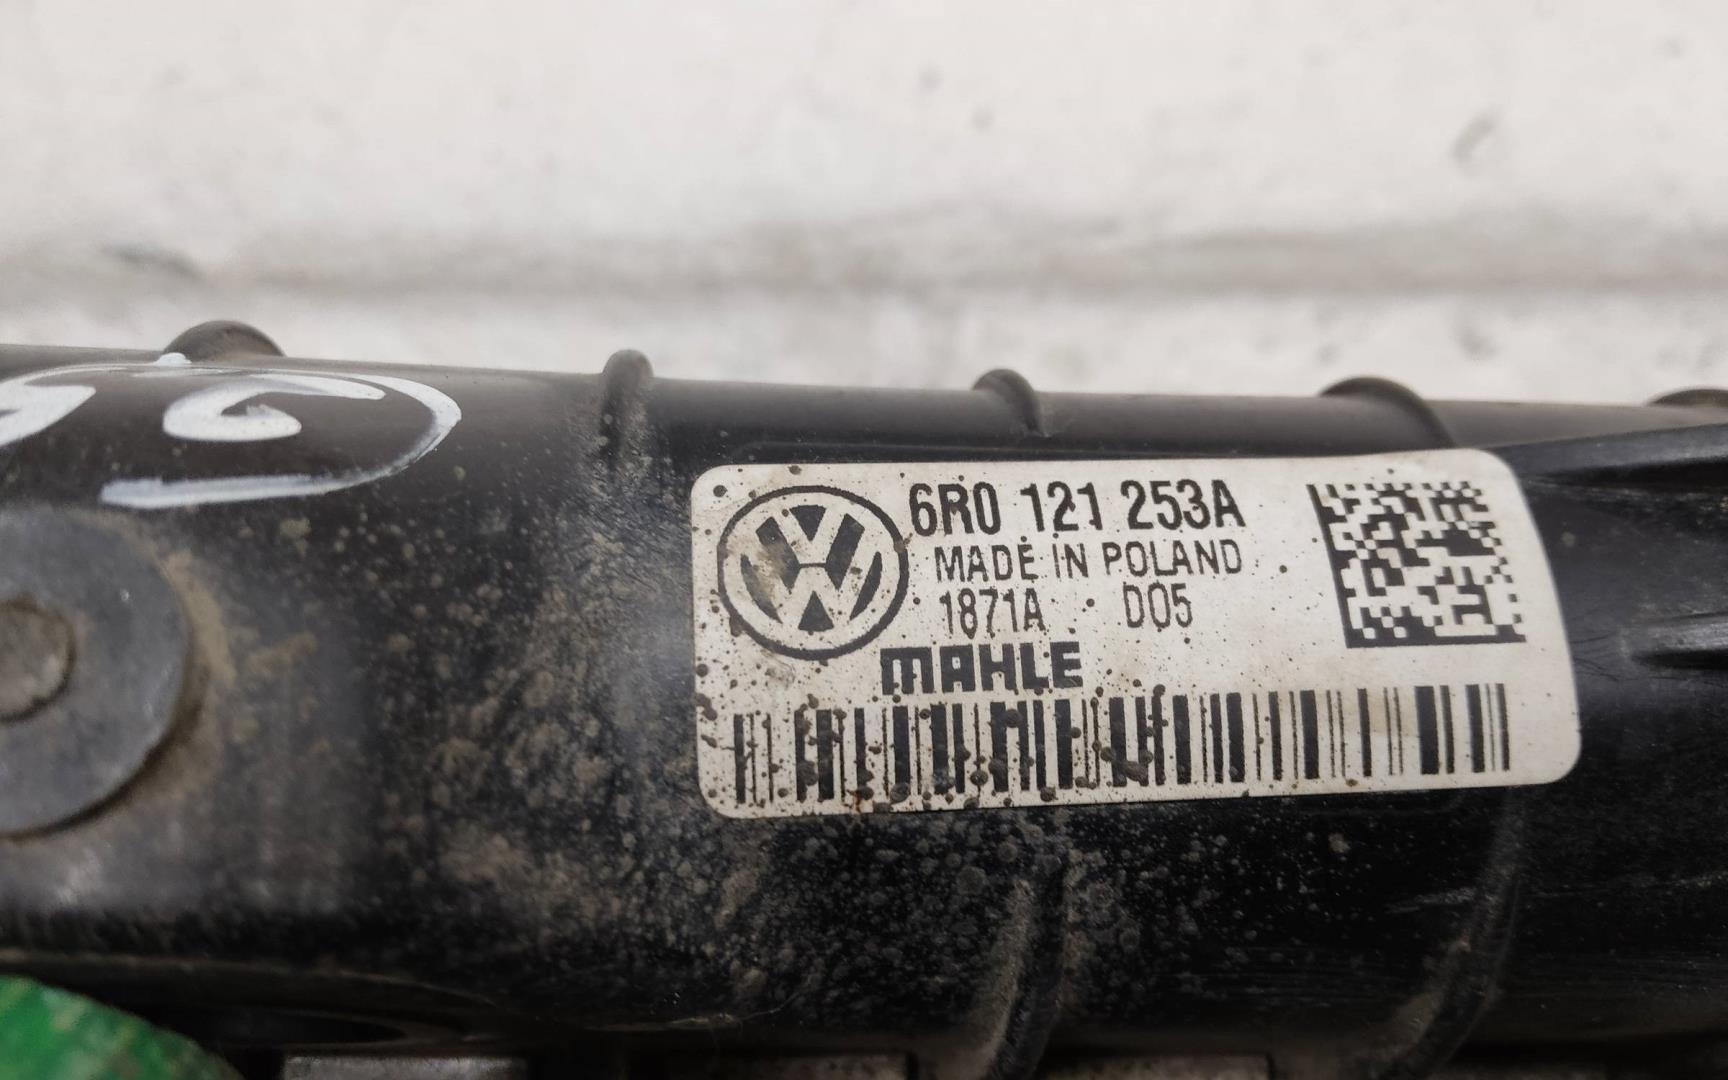 6R0 121 253A
MADE IN POLAND
1871A D05
MAHLE